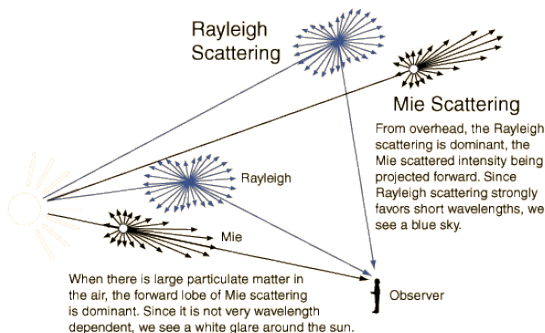 Rayleigh
Scattering
Mie Scattering
From overhead, the Rayleigh
scattering is dominant, the
Mie scattered intensity being
projected forward. Since
Rayleigh scattering strongly
favors short wavelengths, we
see a blue sky.
Rayleigh
Mie
When there is large particulate matter in
the air, the forward lobe of Mie scattering
is dominant. Since it is not very wavelength
dependent, we see a white glare around the sun.
Observer